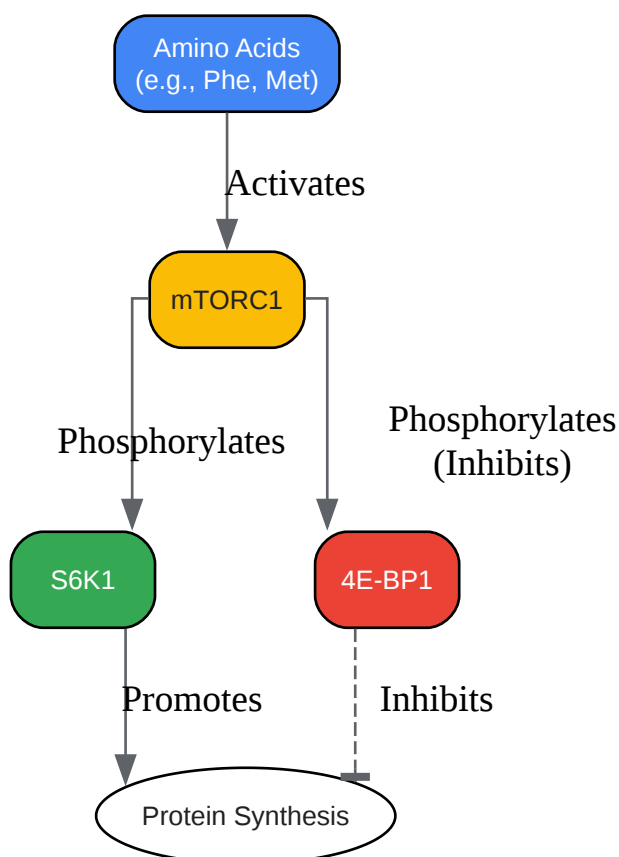 Amino Acids
(e.g., Phe, Met)
Activates
mTORC1
Phosphorylates
Phosphorylates
(Inhibits)
S6K1
4E-BP1
Promotes
Inhibits
Protein Synthesis